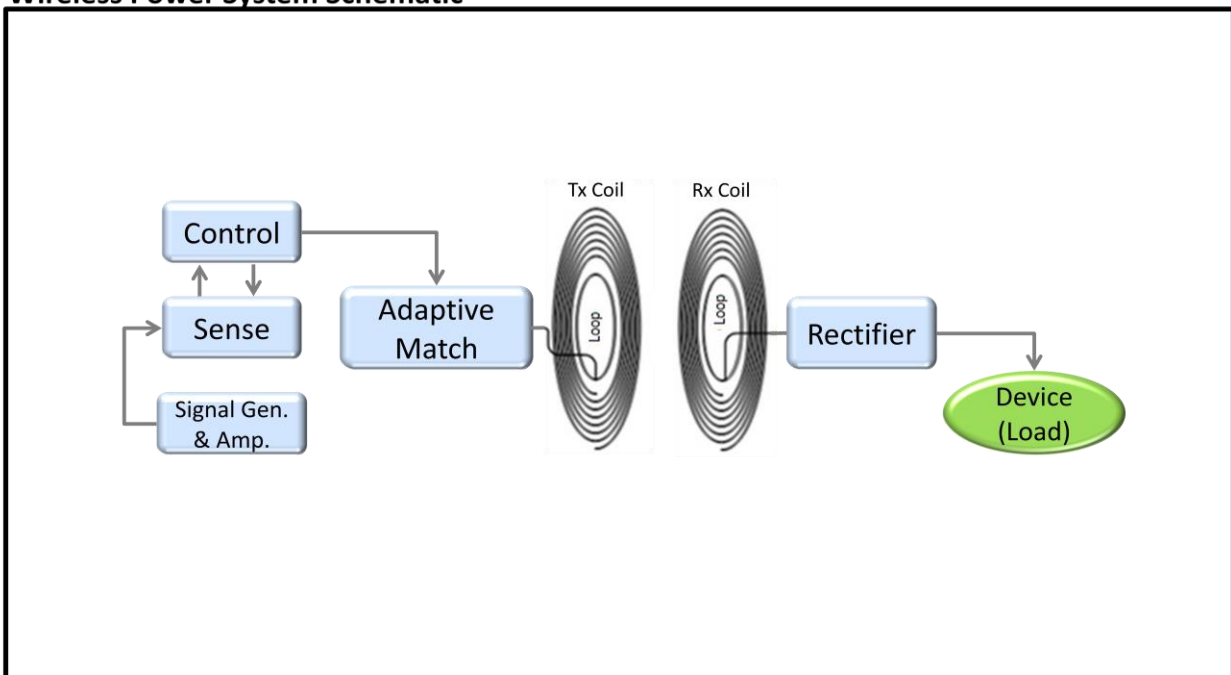 Wireless Power System Schematic
Tx Coil
Rx Coil
Control
Sense
Signal Gen.
& Amp.
Adaptive
Match
Loop
Loop
Rectifier
Device
(Load)